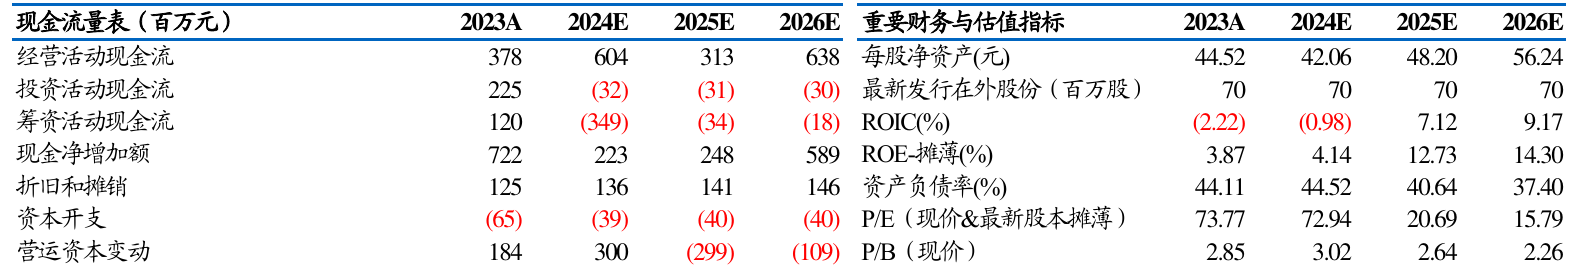 现金流量表（百万元） 2023A 2024E 2025E 2026E 重要财务与估值指标 2023A 2024E 2025E 2026E
经营活动现金流 378 604 313 638 每股净资产(元) 44.52 42.06 48.20 56.24
投资活动现金流 225 (32) (31) (30) 最新发行在外股份（百万股） 70 70 70 70
筹资活动现金流 120 (349) (34) (18) ROIC(%) (2.22) (0.98) 7.12 9.17
现金净增加额 722 223 248 589 ROE-摊薄(%) 3.87 4.14 12.73 14.30
折旧和摊销 125 136 141 146 资产负债率(%) 44.11 44.52 40.64 37.40
资本开支 (65) (39) (40) (40) P/E（现价&最新股本摊薄） 73.77 72.94 20.69 15.79
营运资本变动 184 300 (299) (109) P/B（现价） 2.85 3.02 2.64 2.26